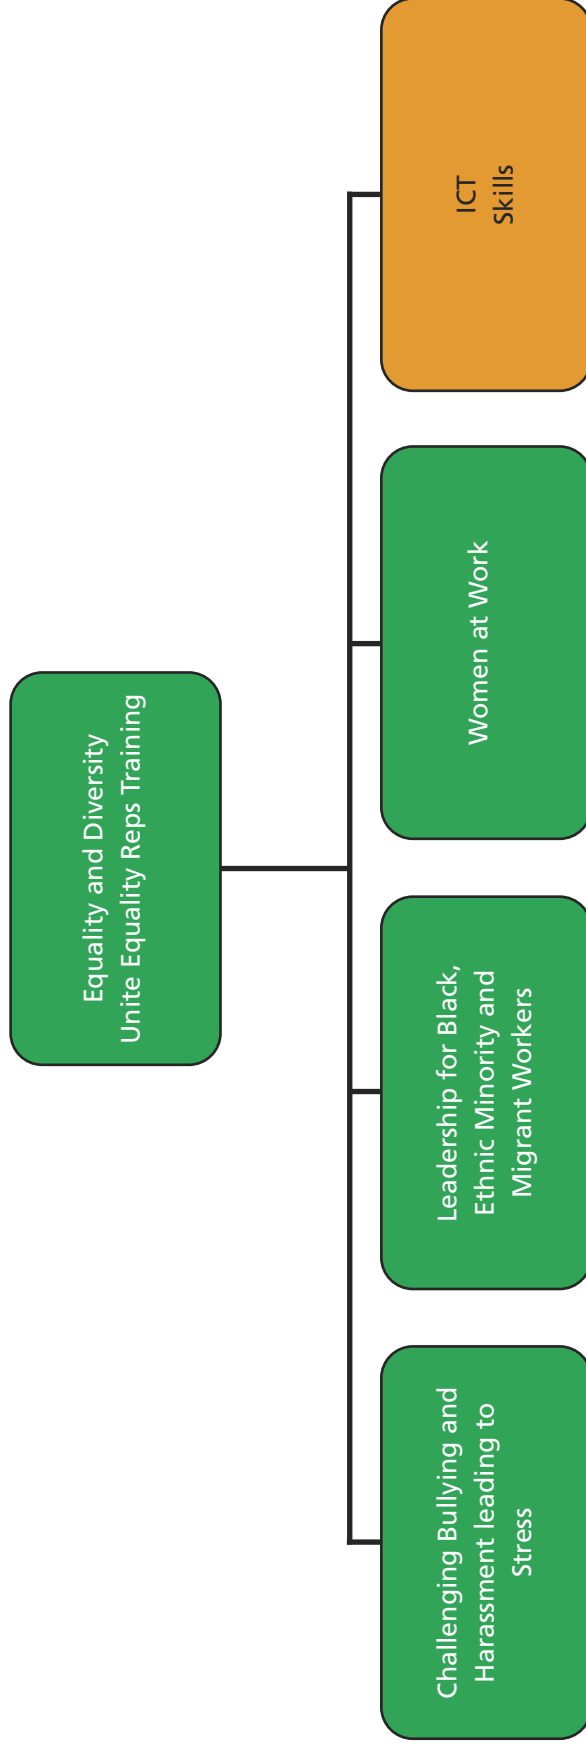 Equality and Diversity
Unite Equality Reps Training
Challenging Bullying and
Harassment leading to
Stress
Leadership for Black,
Ethnic Minority and
Migrant Workers
Women at Work
ICT
Skills